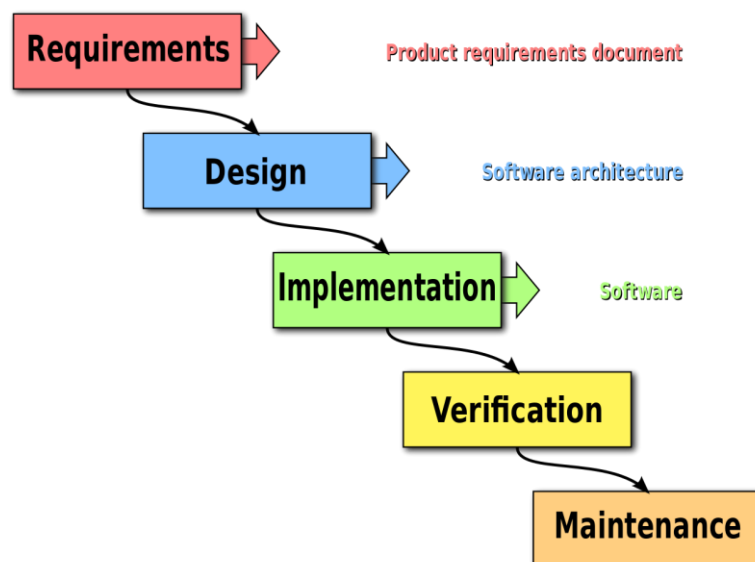 Requirements
Product requirements document
Design
Software architecture
Implementation
Software
Verification
Maintenance